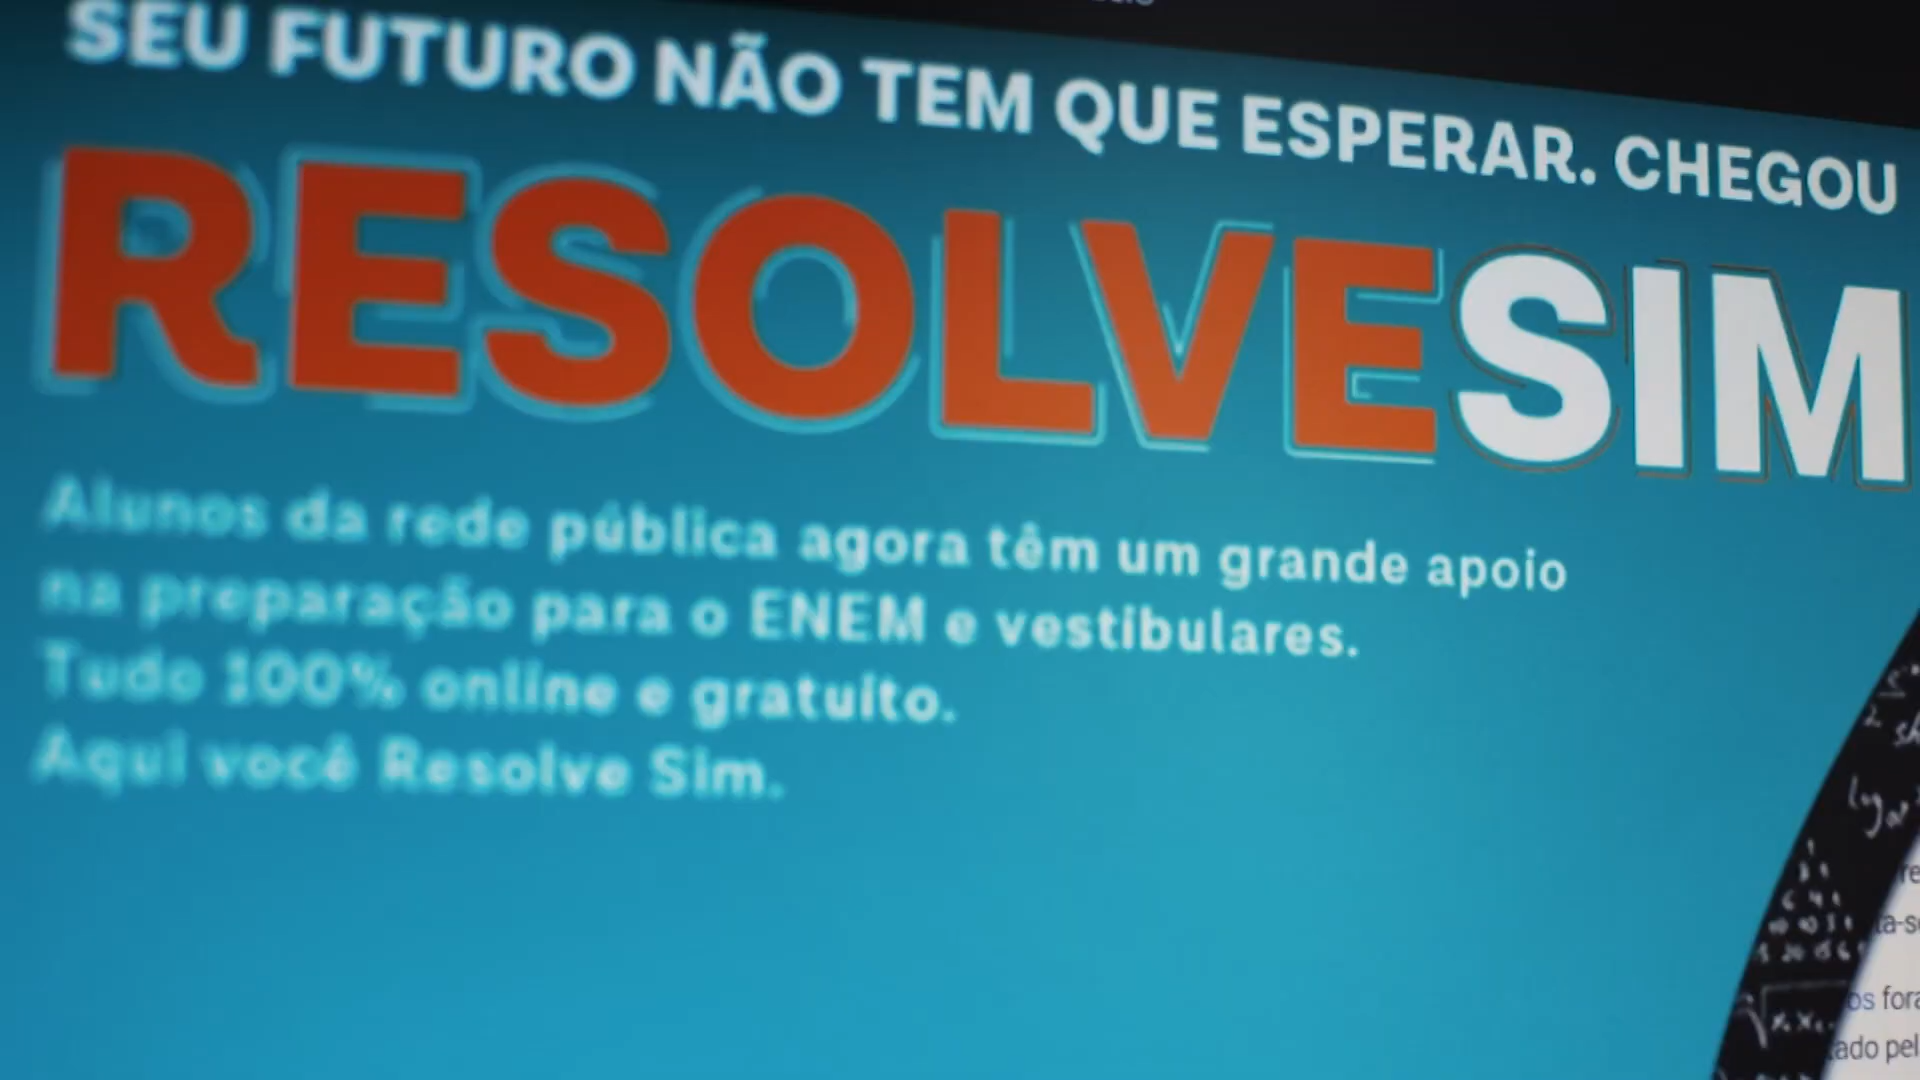 SEU FUTURO NÃO TEM QUE ESPERAR. CHEGOU
RESOLVESIM
Alunos da rede pública agora têm um grande apoio
na preparação para o ENEM e vestibulares.
Tudo 100% online e gratuito.
Aqui você Resolve Sim.